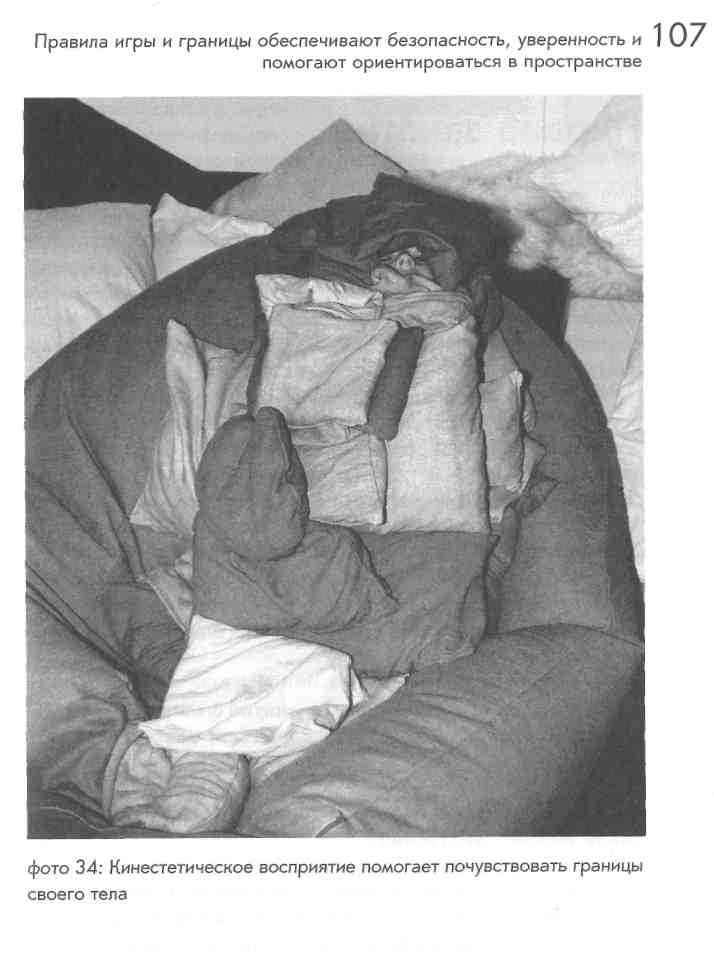 Правила игры и границы обеспечивают безопасность, уверенность и 107
помогают ориентироваться в пространстве
фото 34: Кинестетическое восприятие помогает почувствовать границы
своего тела